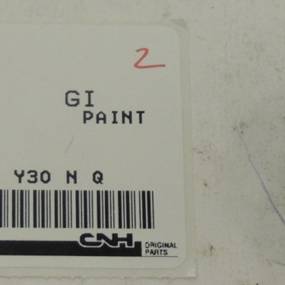 2
GI
PAINT
Y30 N Q
CNH ORIGINAL
PARTS